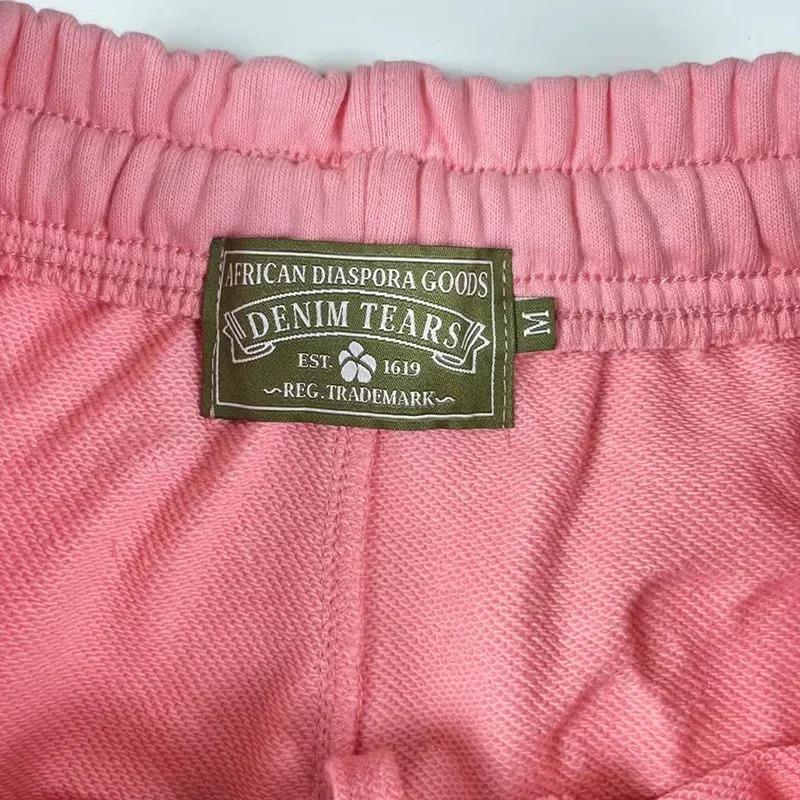 AFRICAN DIASPORA GOODS
DENIM TEARS
EST. 1619
~REG. TRADEMARK~
M